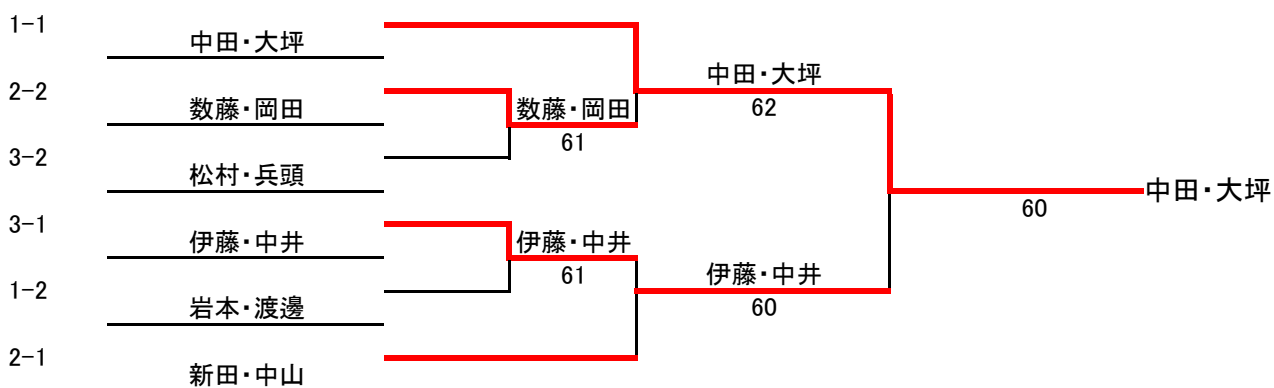 1-1
中田・大坪
2-2
数藤・岡田
3-2
松村・兵頭
3-1
伊藤・中井
1-2
岩本・渡邊
2-1
新田・中山
数藤・岡田
61
伊藤・中井
61
中田・大坪
62
伊藤・中井
60
中田・大坪
60